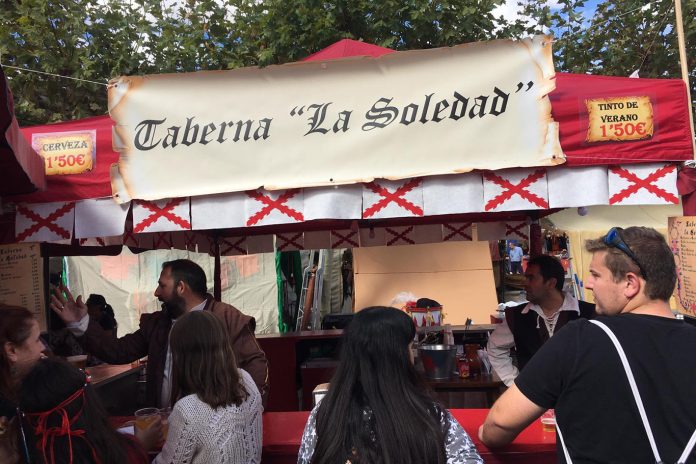 Taberna “La Soledad”
CERVEZA
1'50€
TINTO DE
VERANO
1'50€